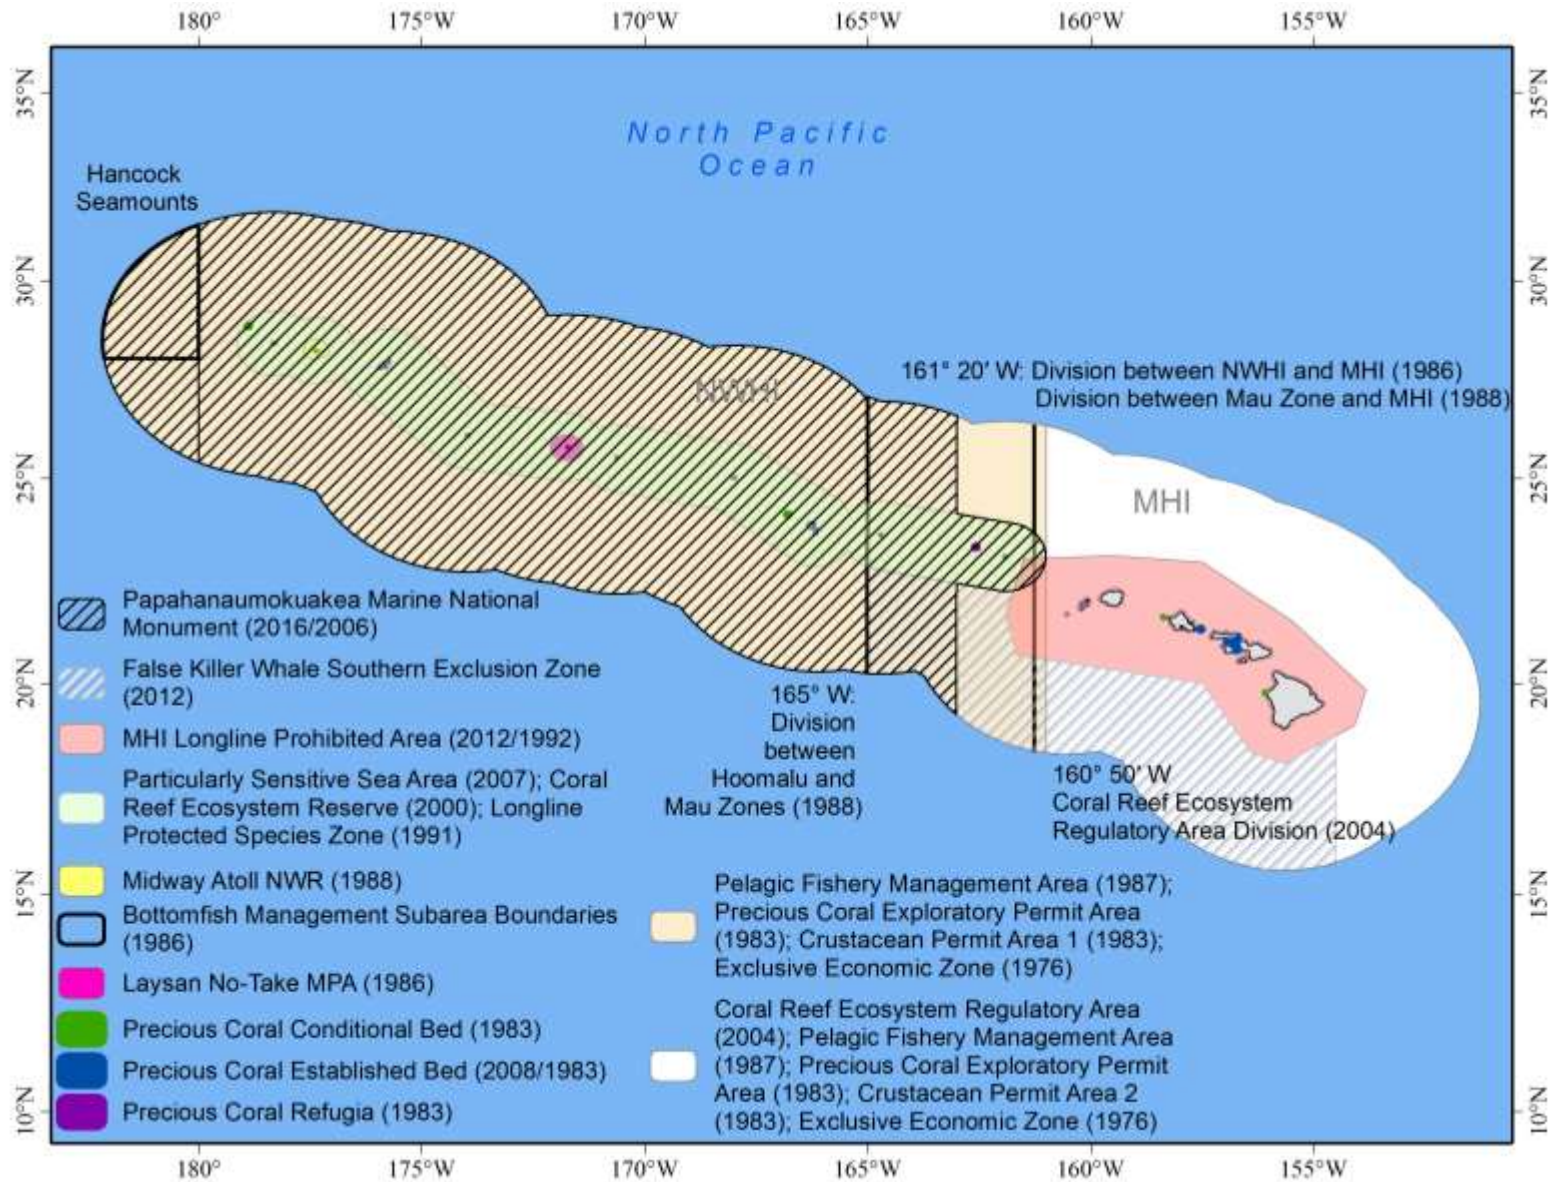 180°
175°W
170°W
165°W
160°W
155°W
35°N
35°N
North Pacific
Ocean
Hancock
Seamounts
30°N
30°N
161° 20' W: Division between NWHI and MHI (1986)
Division between Mau Zone and MHI (1988)
NWHI
25°N
25°N
MHI
20°N
20°N
165° W:
Division
between
Hoomalu and
Mau Zones (1988)
160° 50' W
Coral Reef Ecosystem
Regulatory Area Division (2004)
15°N
15°N
10°N
10°N
Papahanaumokuakea Marine National
Monument (2016/2006)
False Killer Whale Southern Exclusion Zone
(2012)
MHI Longline Prohibited Area (2012/1992)
Particularly Sensitive Sea Area (2007); Coral
Reef Ecosystem Reserve (2000); Longline
Protected Species Zone (1991)
Midway Atoll NWR (1988)
Bottomfish Management Subarea Boundaries
(1986)
Laysan No-Take MPA (1986)
Precious Coral Conditional Bed (1983)
Precious Coral Established Bed (2008/1983)
Precious Coral Refugia (1983)
Pelagic Fishery Management Area (1987);
Precious Coral Exploratory Permit Area
(1983); Crustacean Permit Area 1 (1983);
Exclusive Economic Zone (1976)
Coral Reef Ecosystem Regulatory Area
(2004); Pelagic Fishery Management Area
(1987); Precious Coral Exploratory Permit
Area (1983); Crustacean Permit Area 2
(1983); Exclusive Economic Zone (1976)
180°
175°W
170°W
165°W
160°W
155°W